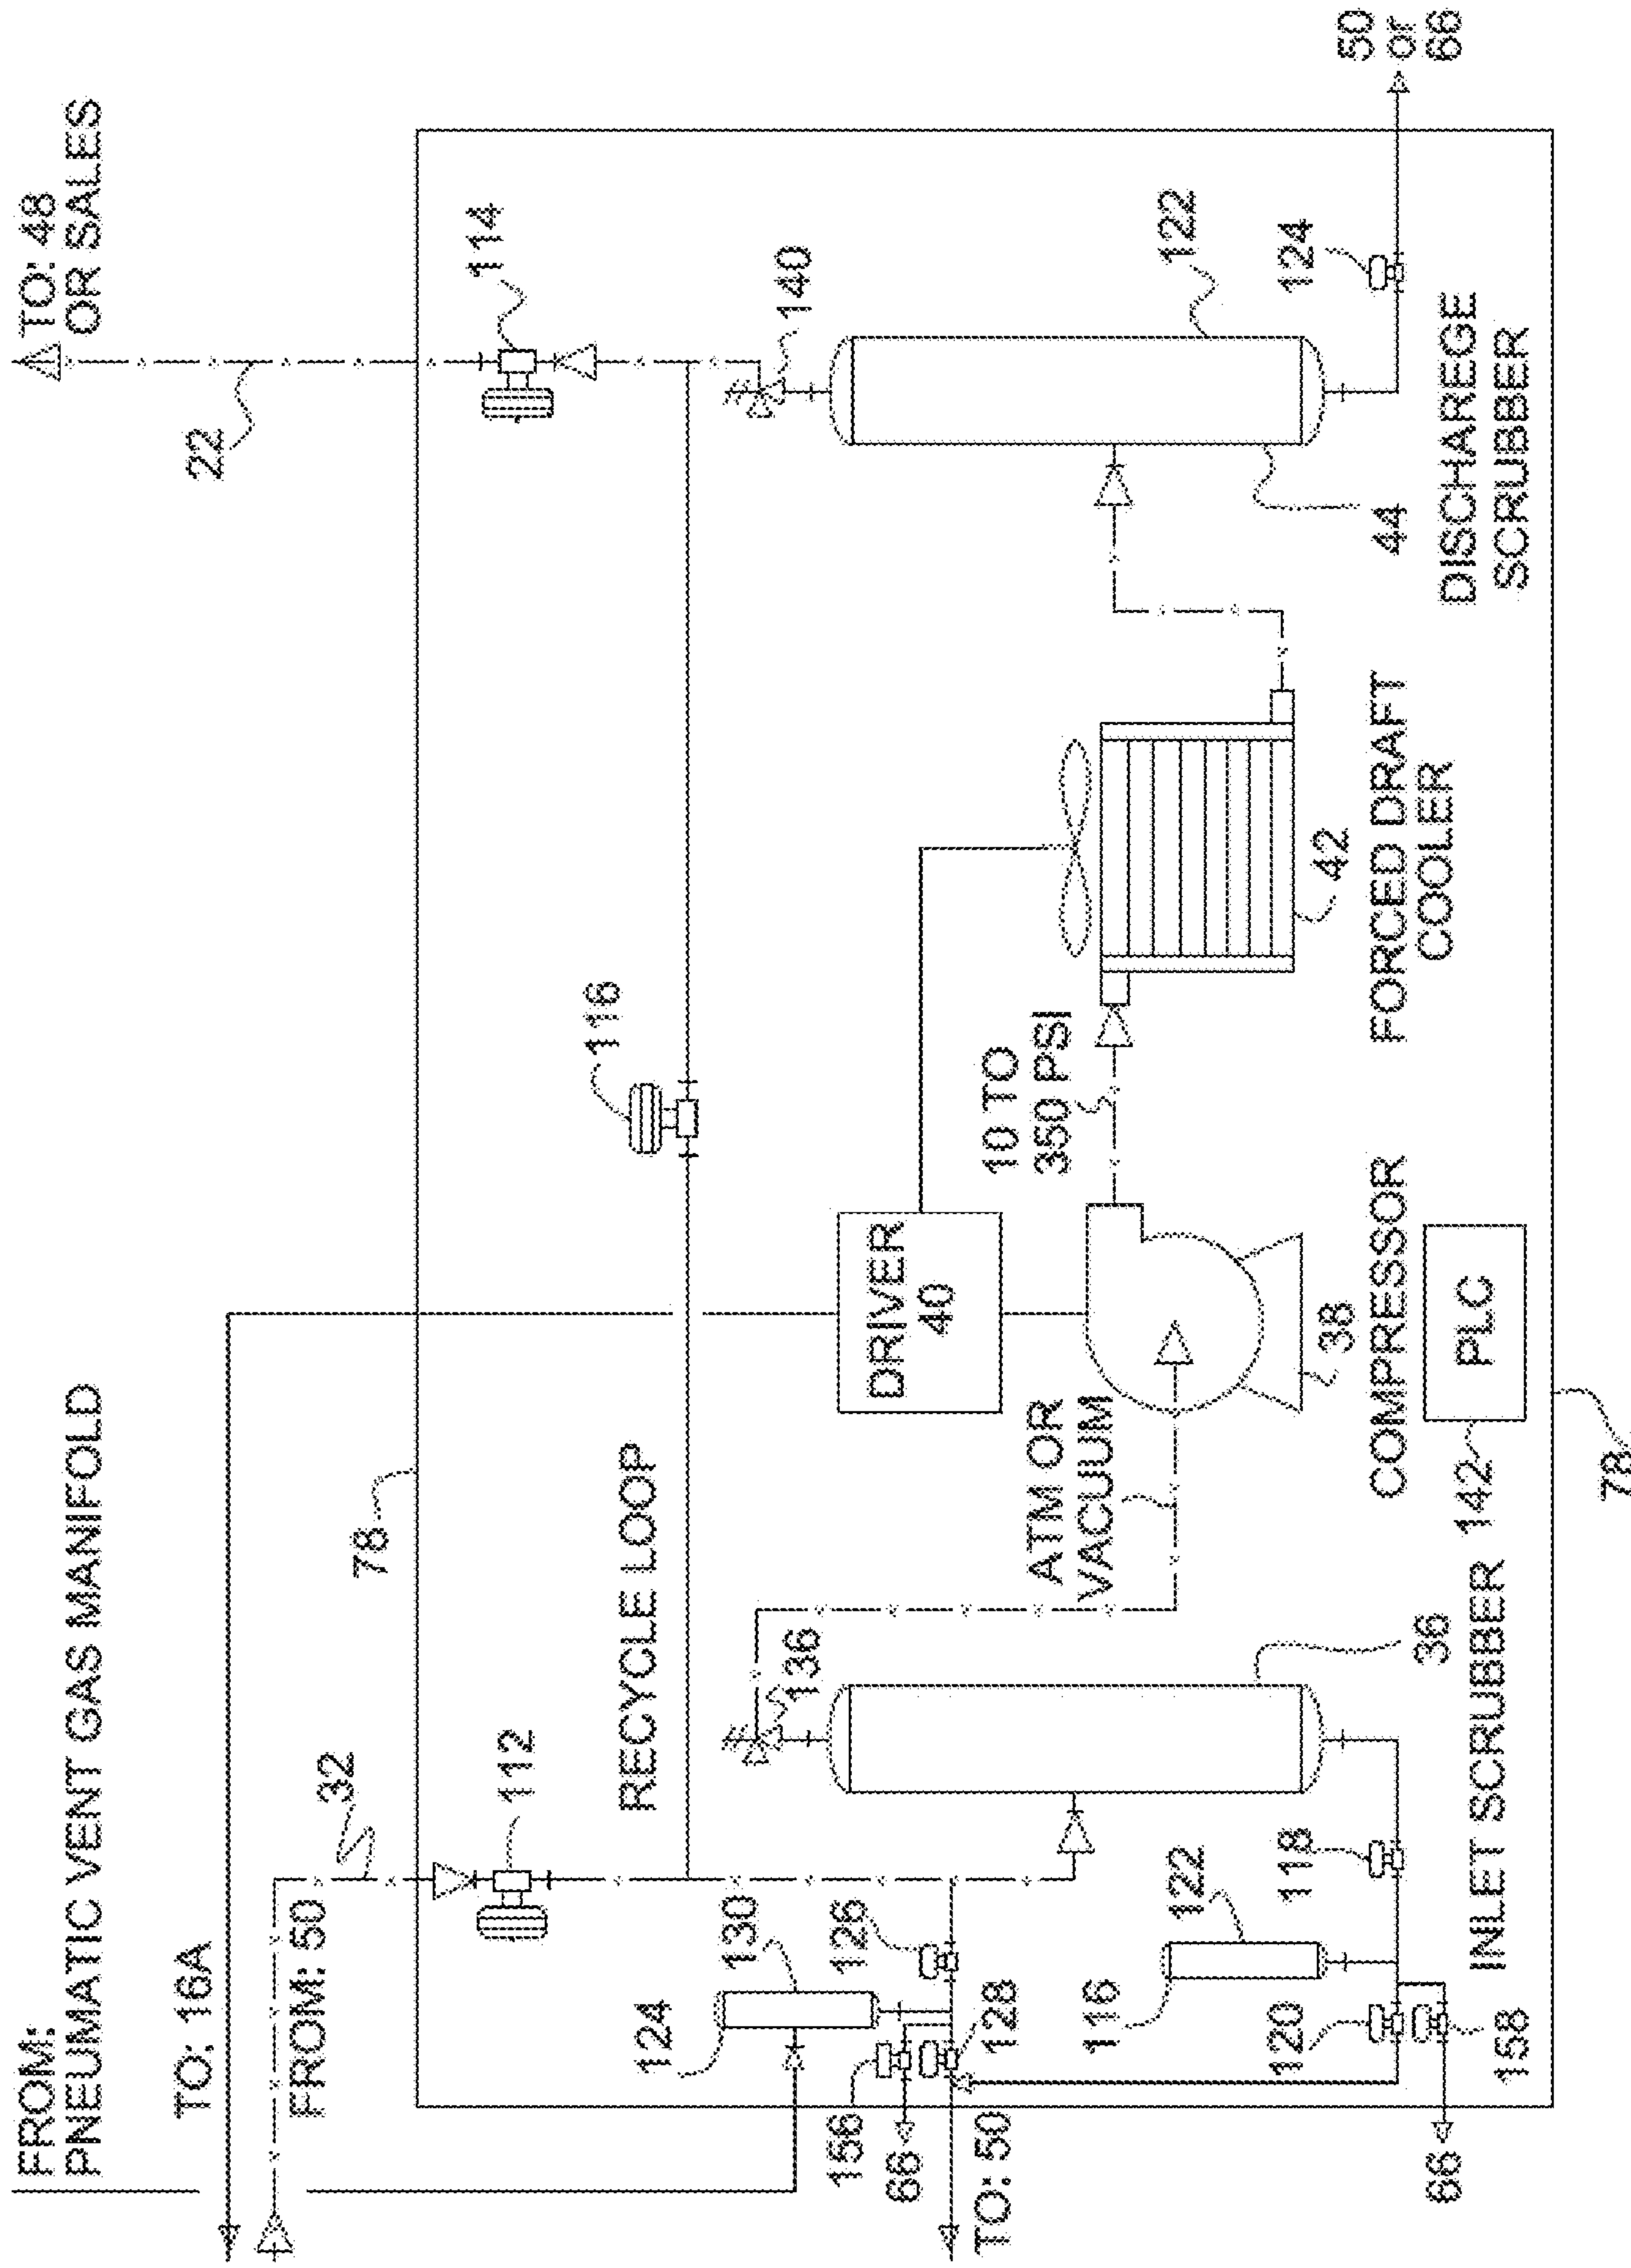 FROM:
PNEUMATIC VENT GAS MANIFOLD
TO: 48
OR SALES
TO: 16A
22
FROM: 50
32
78
114
112
116
RECYCLE LOOP
124
130
136
140
156
126
66
DRIVER
40
TO: 50
128
10 TO
350 PSI
ATM OR
VACUUM
116
122
122
120
118
124
38
42
50
or
66
44
COMPRESSOR
FORCED DRAFT
COOLER
36
66
DISCHAREGE
SCRUBBER
158
INLET SCRUBBER
142
PLC
78